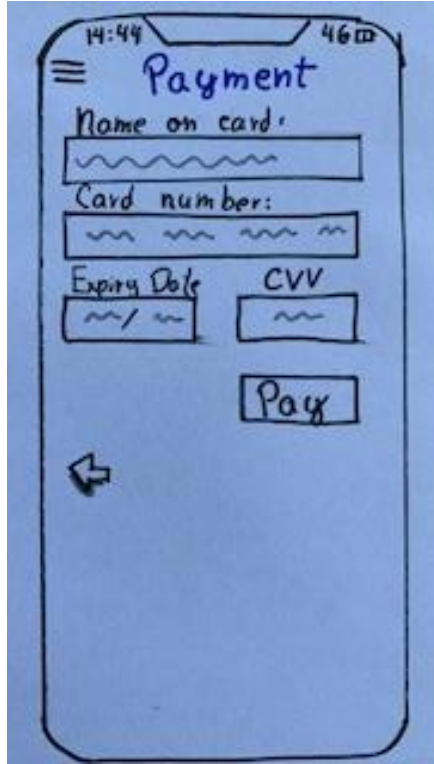 14:44 46
Payment
Name on card:
Card number:
Expiry Date CVV
/
Pay